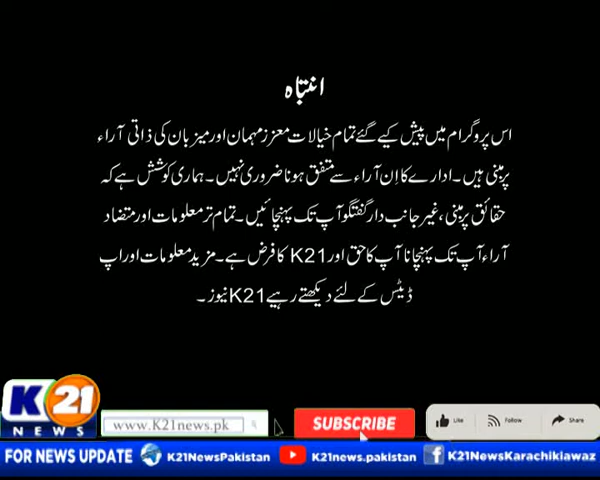 انتباہ
اس پروگرام میں پیش کیے گئے تمام خیالات معزز مہمان اور میزبان کی ذاتی آراء
پر مبنی ہیں۔ ادارے کا اِن آراء سے متفق ہونا ضروری نہیں۔ ہماری کوشش ہے کہ
حقائق پر مبنی، غیر جانب دار گفتگو آپ تک پہنچائیں۔ تمام تر معلومات اور متضاد
آراء آپ تک پہنچانا آپ کا حق اور K21 کا فرض ہے۔ مزید معلومات اور اپ
ڈیٹس کے لئے دیکھتے رہیے K21 نیوز۔
K21
NEWS
www.K21news.pk
SUBSCRIBE
Like
Follow
Share
FOR NEWS UPDATE
K21NewsPakistan
K21news.pakistan
K21NewsKarachikiawaz